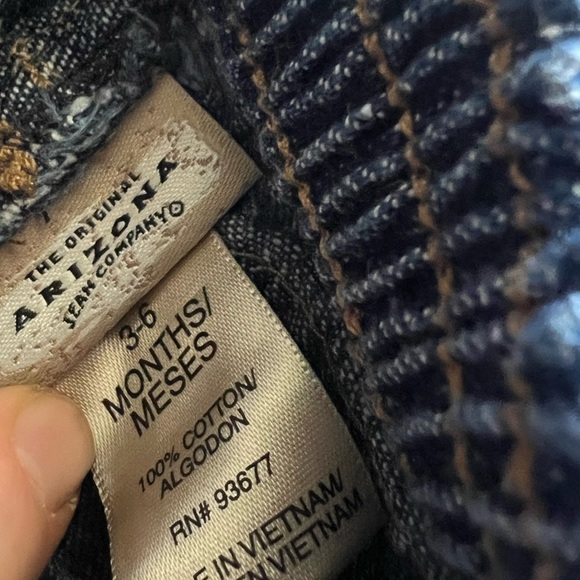 THE ORIGINAL
ARIZONA
JEAN COMPANY®
3-6
MONTHS/
MESES
100% COTTON/
ALGODON
RN# 93677
E IN VIETNAM/
EN VIETNAM